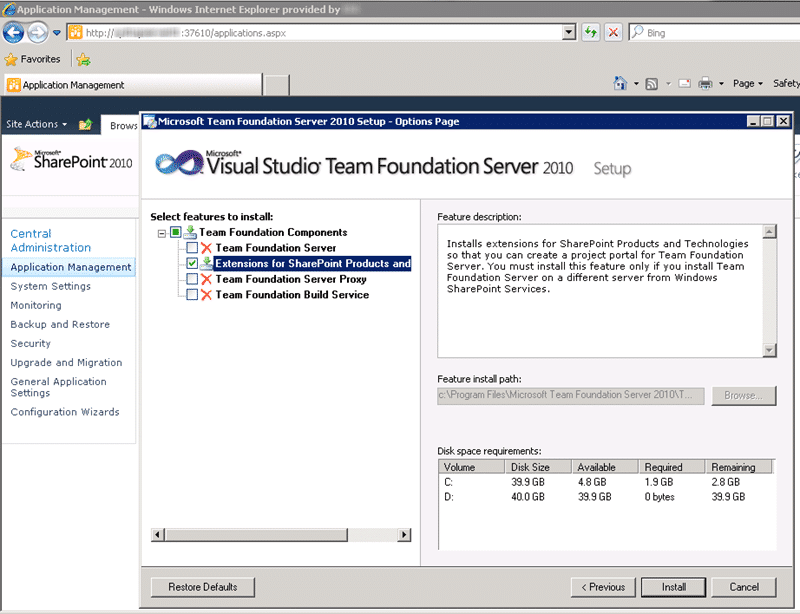 Application Management - Windows Internet Explorer provided by
http:// :37610/applications.aspx
Bing
Favorites
Application Management
Page
Safety
Site Actions
Brows
Microsoft®
SharePoint 2010
Central
Administration
Application Management
System Settings
Monitoring
Backup and Restore
Security
Upgrade and Migration
General Application
Settings
Configuration Wizards
Microsoft Team Foundation Server 2010 Setup - Options Page
Microsoft®
Visual Studio® Team Foundation Server 2010 Setup
Select features to install:
Team Foundation Components
Team Foundation Server
Extensions for SharePoint Products and
Team Foundation Server Proxy
Team Foundation Build Service
Feature description:
Installs extensions for SharePoint Products and Technologies
so that you can create a project portal for Team Foundation
Server. You must install this feature only if you install Team
Foundation Server on a different server from Windows
SharePoint Services.
Feature install path:
c:\Program Files\Microsoft Team Foundation Server 2010\T...
Browse...
Disk space requirements:
Volume Disk Size Available Required Remaining
C: 39.9 GB 4.8 GB 1.9 GB 2.8 GB
D: 40.0 GB 39.9 GB 0 bytes 39.9 GB
Restore Defaults
< Previous
Install
Cancel